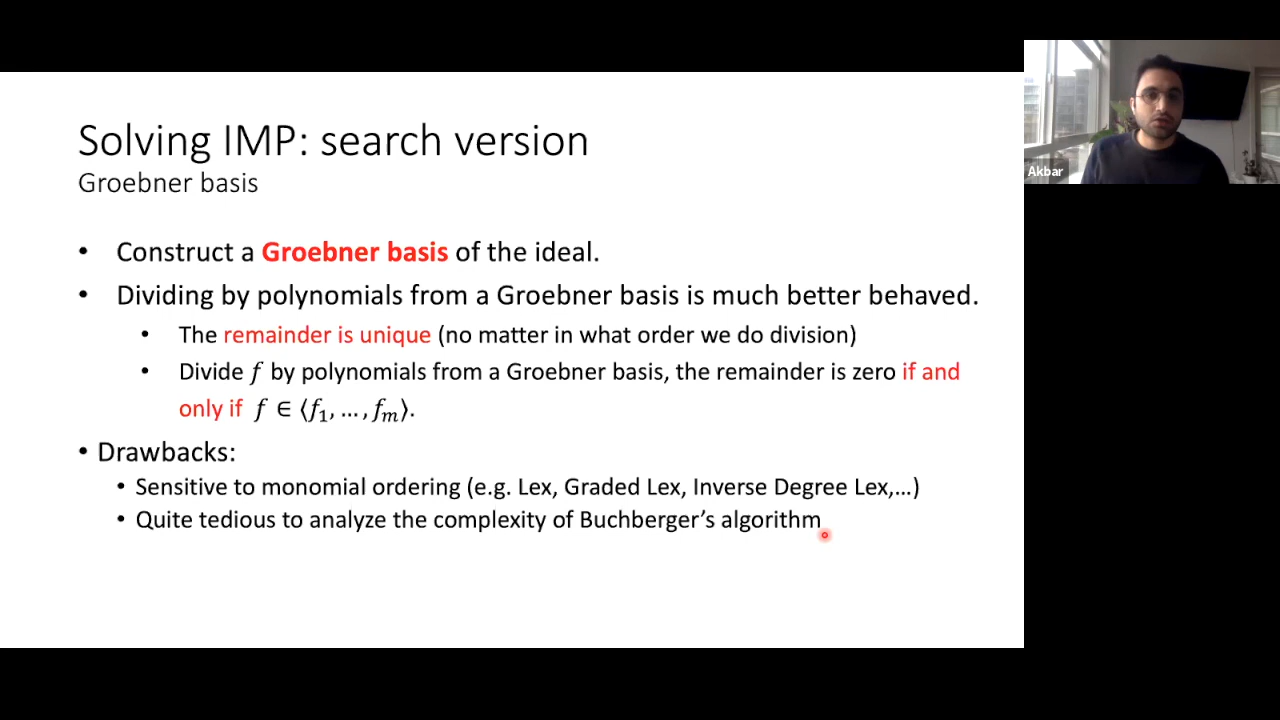 Solving IMP: search version
Groebner basis
• Construct a Groebner basis of the ideal.
• Dividing by polynomials from a Groebner basis is much better behaved.
• The remainder is unique (no matter in what order we do division)
• Divide 𝑓 by polynomials from a Groebner basis, the remainder is zero if and
only if 𝑓 ∈ ⟨𝑓₁, … , 𝑓ₘ⟩.
• Drawbacks:
• Sensitive to monomial ordering (e.g. Lex, Graded Lex, Inverse Degree Lex,…)
• Quite tedious to analyze the complexity of Buchberger’s algorithm
Akbar